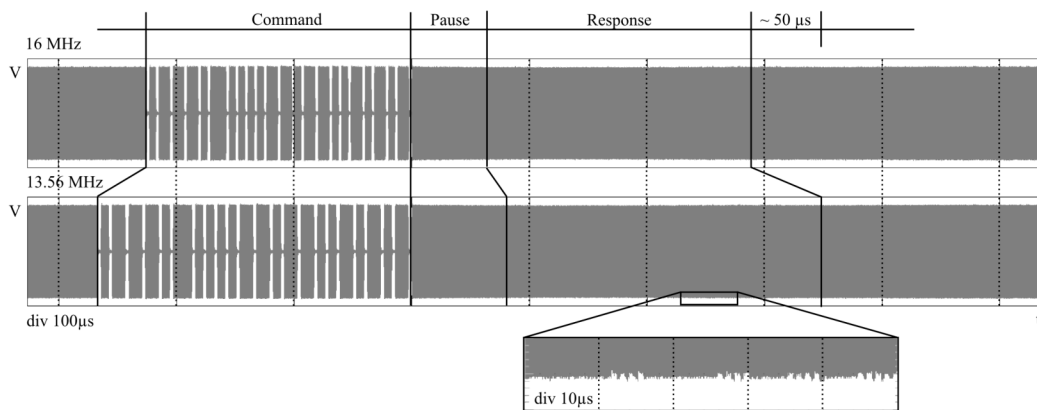 Command Pause Response ~ 50 µs
16 MHz
V
13.56 MHz
V
div 100µs
div 10µs